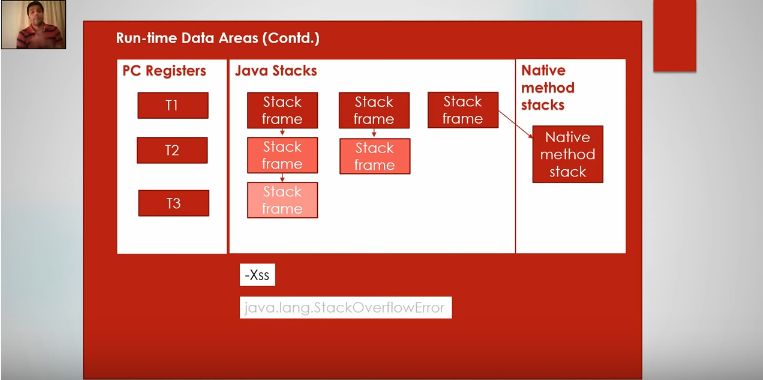 Run-time Data Areas (Contd.)
PC Registers
T1
T2
T3
Java Stacks
Stack
frame
Stack
frame
Stack
frame
Stack
frame
Stack
frame
Stack
frame
Native
method
stacks
Native
method
stack
-Xss
java.lang.StackOverflowError